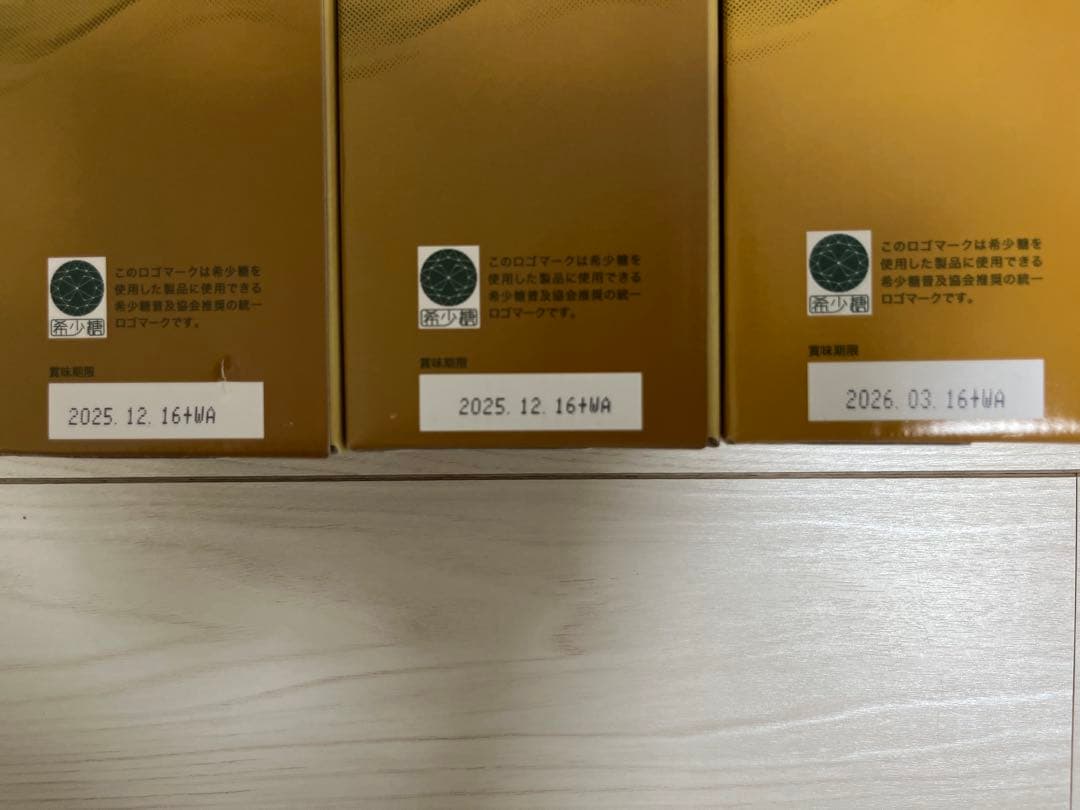 このロゴマークは希少糖を
使用した製品に使用できる
希少糖普及協会推奨の統一
ロゴマークです。
希少糖
賞味期限
2025.12.16+WA
このロゴマークは希少糖を
使用した製品に使用できる
希少糖普及協会推奨の統一
ロゴマークです。
希少糖
賞味期限
2025.12.16+WA
このロゴマークは希少糖を
使用した製品に使用できる
希少糖普及協会推奨の統一
ロゴマークです。
希少糖
賞味期限
2026.03.16+WA